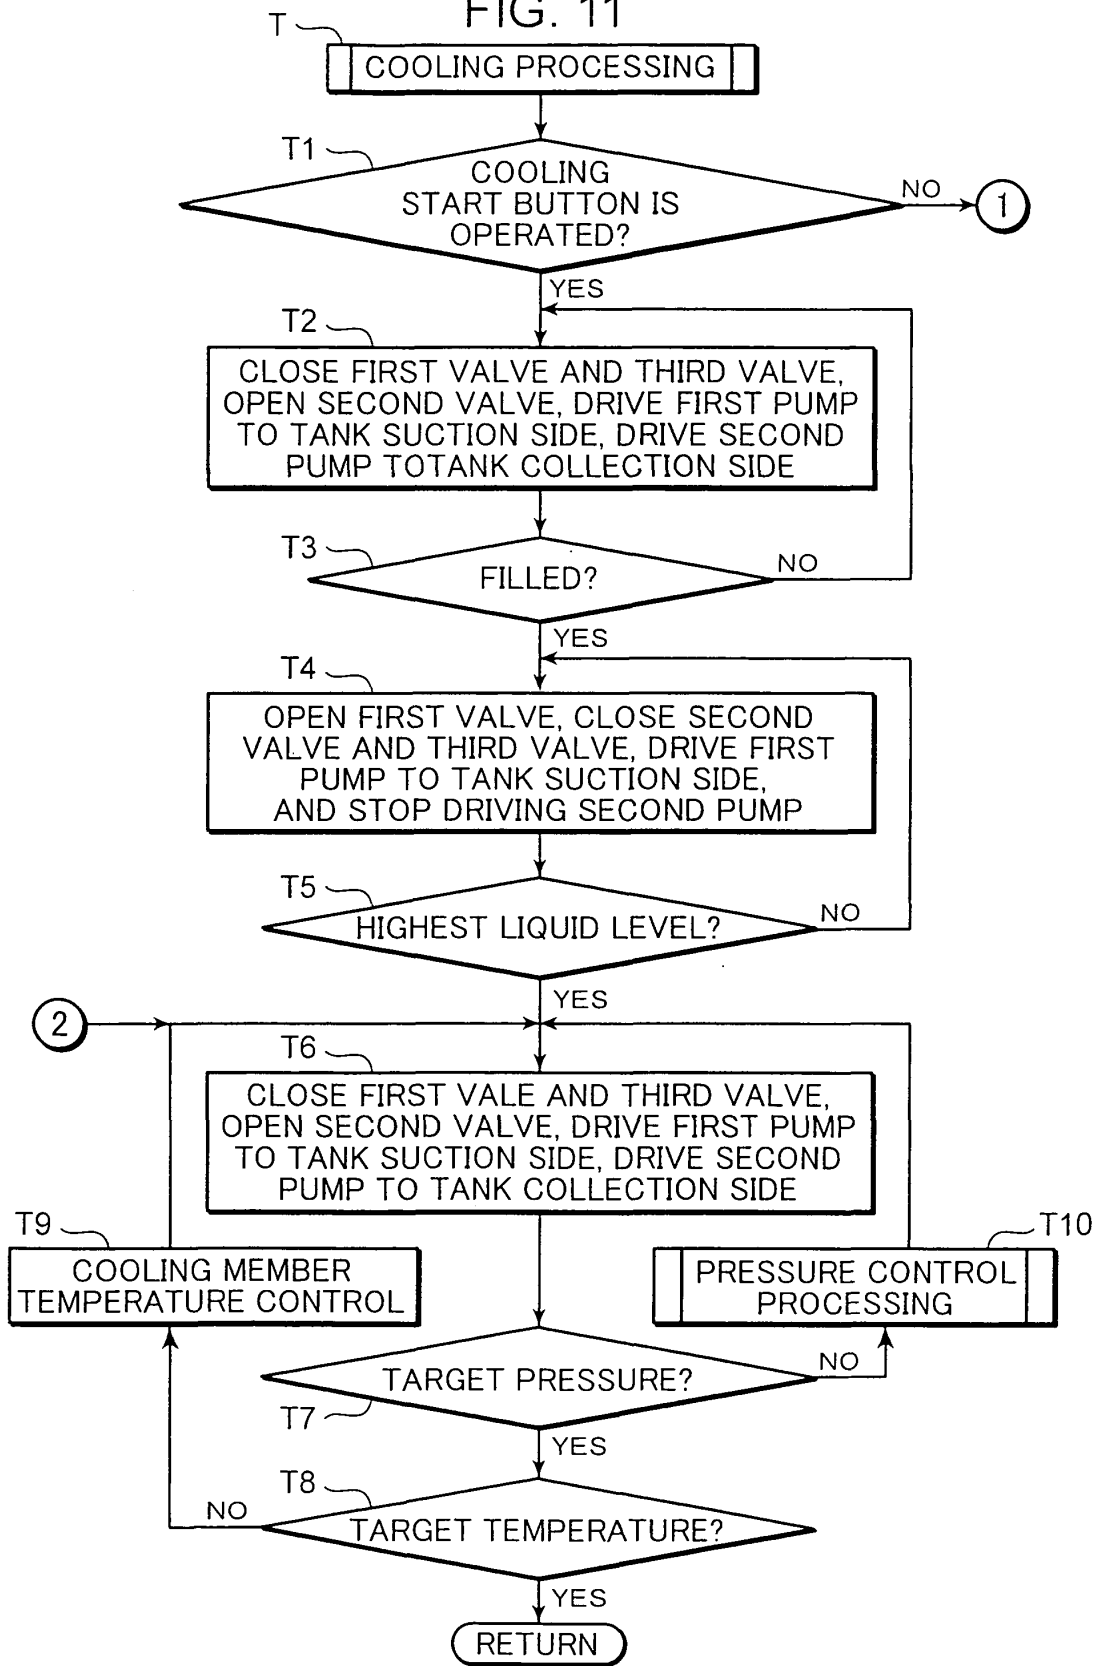 FIG. 11
T
COOLING PROCESSING
T1
COOLING
START BUTTON IS
OPERATED?
NO
1
YES
T2
CLOSE FIRST VALVE AND THIRD VALVE,
OPEN SECOND VALVE, DRIVE FIRST PUMP
TO TANK SUCTION SIDE, DRIVE SECOND
PUMP TOTANK COLLECTION SIDE
T3
FILLED?
NO
YES
T4
OPEN FIRST VALVE, CLOSE SECOND
VALVE AND THIRD VALVE, DRIVE FIRST
PUMP TO TANK SUCTION SIDE,
AND STOP DRIVING SECOND PUMP
T5
HIGHEST LIQUID LEVEL?
NO
YES
2
T6
CLOSE FIRST VALE AND THIRD VALVE,
OPEN SECOND VALVE, DRIVE FIRST PUMP
TO TANK SUCTION SIDE, DRIVE SECOND
PUMP TO TANK COLLECTION SIDE
T9
COOLING MEMBER
TEMPERATURE CONTROL
T10
PRESSURE CONTROL
PROCESSING
TARGET PRESSURE?
NO
T7
YES
T8
NO
TARGET TEMPERATURE?
YES
RETURN